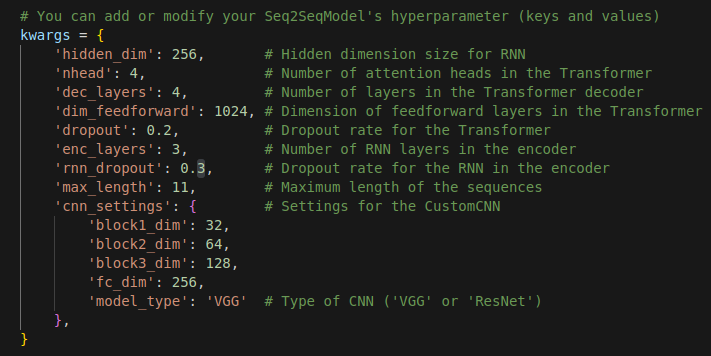 # You can add or modify your Seq2SeqModel's hyperparameter (keys and values)
kwargs = {
    'hidden_dim': 256,       # Hidden dimension size for RNN
    'nhead': 4,              # Number of attention heads in the Transformer
    'dec_layers': 4,         # Number of layers in the Transformer decoder
    'dim_feedforward': 1024, # Dimension of feedforward layers in the Transformer
    'dropout': 0.2,          # Dropout rate for the Transformer
    'enc_layers': 3,         # Number of RNN layers in the encoder
    'rnn_dropout': 0.3,      # Dropout rate for the RNN in the encoder
    'max_length': 11,        # Maximum length of the sequences
    'cnn_settings': {        # Settings for the CustomCNN
        'block1_dim': 32,
        'block2_dim': 64,
        'block3_dim': 128,
        'fc_dim': 256,
        'model_type': 'VGG'  # Type of CNN ('VGG' or 'ResNet')
    },
}